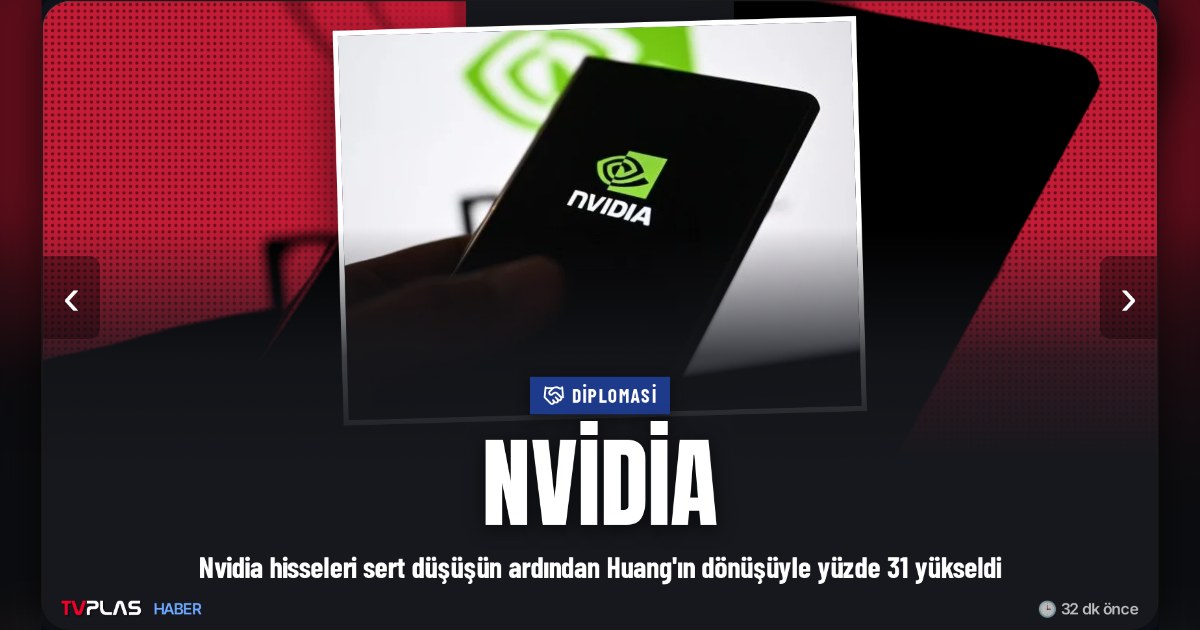 NVIDIA
DİPLOMASİ
NVİDİA
Nvidia hisseleri sert düşüşün ardından Huang'ın dönüşüyle yüzde 31 yükseldi
TVPLAS HABER
32 dk önce